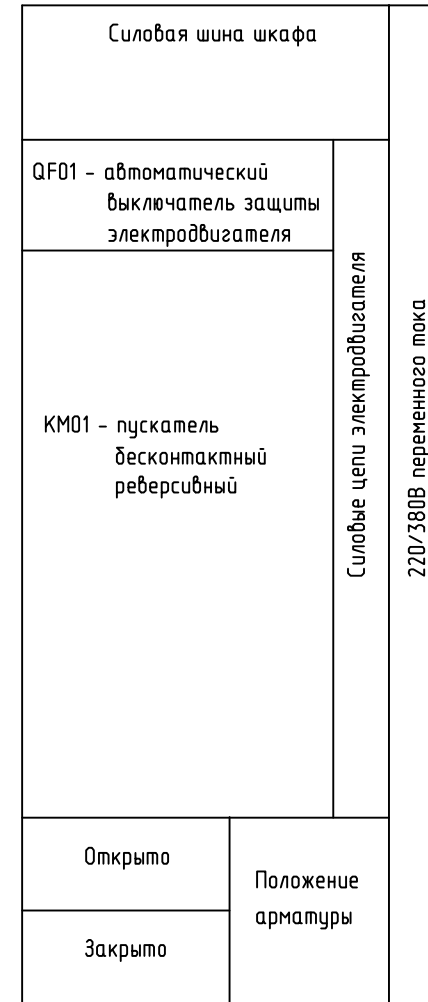 Силовая шина шкафа
QF01 - автоматический
выключатель защиты
электродвигателя
KM01 - пускатель
бесконтактный
реверсивный
Силовые цепи электродвигателя
220/380В переменного тока
Открыто
Закрыто
Положение
арматуры